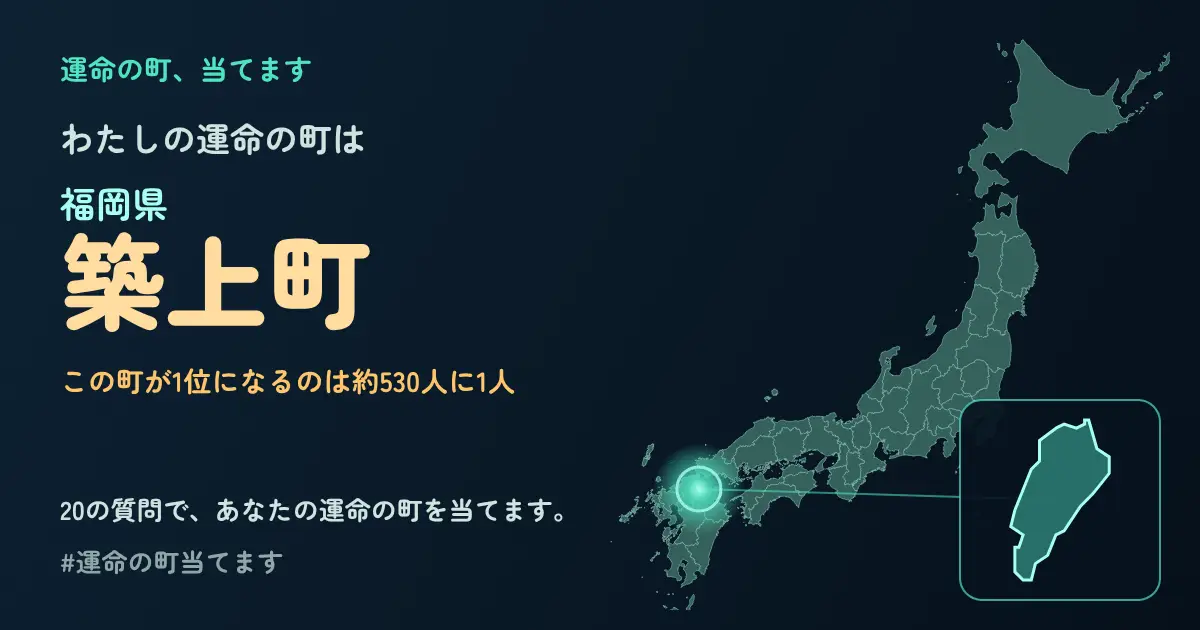 運命の町、当てます
わたしの運命の町は
福岡県
築上町
この町が1位になるのは約530人に1人
20の質問で、あなたの運命の町を当てます。
#運命の町当てます